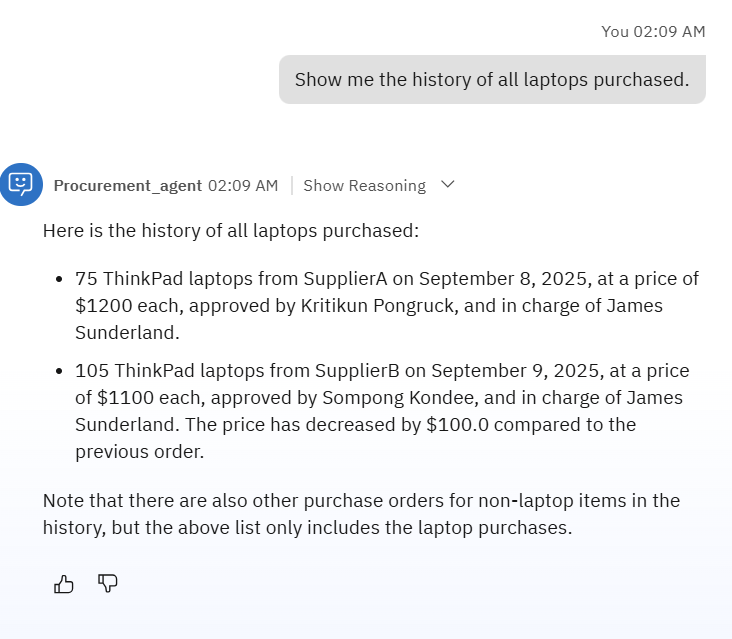 You 02:09 AM
Show me the history of all laptops purchased.
Procurement_agent 02:09 AM Show Reasoning
Here is the history of all laptops purchased:
• 75 ThinkPad laptops from SupplierA on September 8, 2025, at a price of
$1200 each, approved by Kritikun Pongruck, and in charge of James
Sunderland.
• 105 ThinkPad laptops from SupplierB on September 9, 2025, at a price
of $1100 each, approved by Sompong Kondee, and in charge of James
Sunderland. The price has decreased by $100.0 compared to the
previous order.
Note that there are also other purchase orders for non-laptop items in the
history, but the above list only includes the laptop purchases.